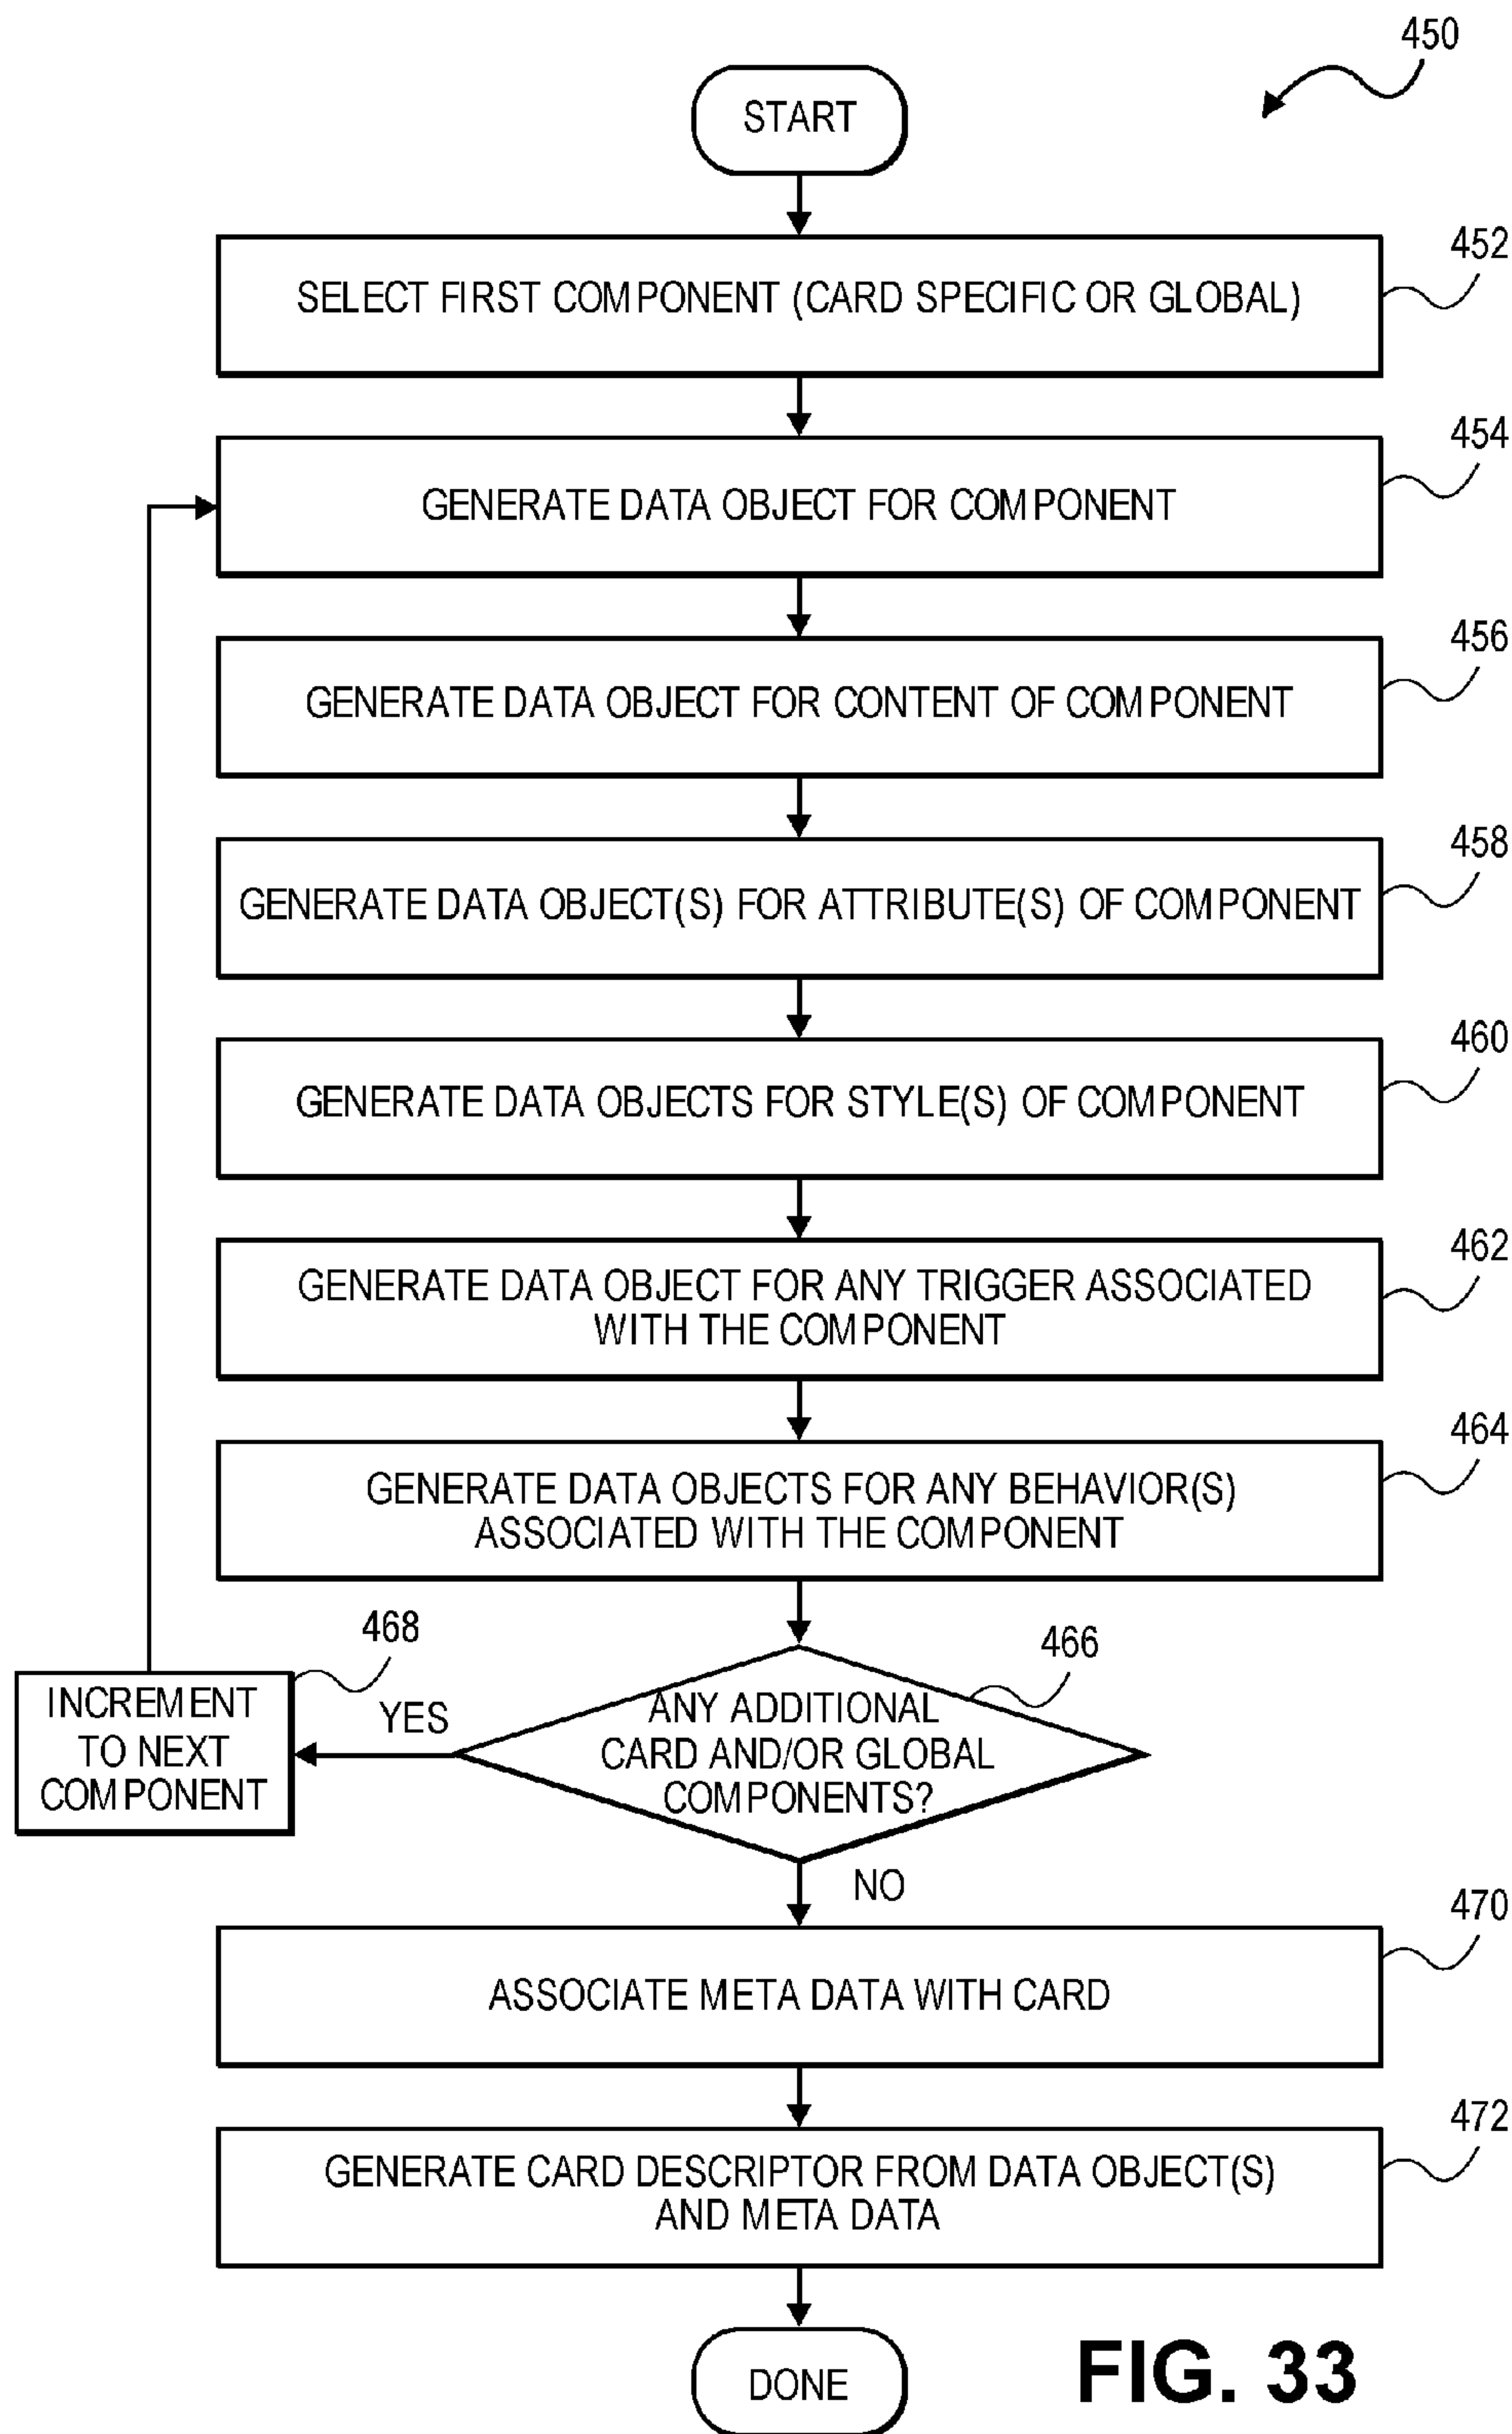 450
START
452
SELECT FIRST COMPONENT (CARD SPECIFIC OR GLOBAL)
454
GENERATE DATA OBJECT FOR COMPONENT
456
GENERATE DATA OBJECT FOR CONTENT OF COMPONENT
458
GENERATE DATA OBJECT(S) FOR ATTRIBUTE(S) OF COMPONENT
460
GENERATE DATA OBJECTS FOR STYLE(S) OF COMPONENT
462
GENERATE DATA OBJECT FOR ANY TRIGGER ASSOCIATED
WITH THE COMPONENT
464
GENERATE DATA OBJECTS FOR ANY BEHAVIOR(S)
ASSOCIATED WITH THE COMPONENT
468
466
INCREMENT
TO NEXT
COMPONENT
YES
ANY ADDITIONAL
CARD AND/OR GLOBAL
COMPONENTS?
NO
470
ASSOCIATE META DATA WITH CARD
472
GENERATE CARD DESCRIPTOR FROM DATA OBJECT(S)
AND META DATA
DONE
FIG. 33